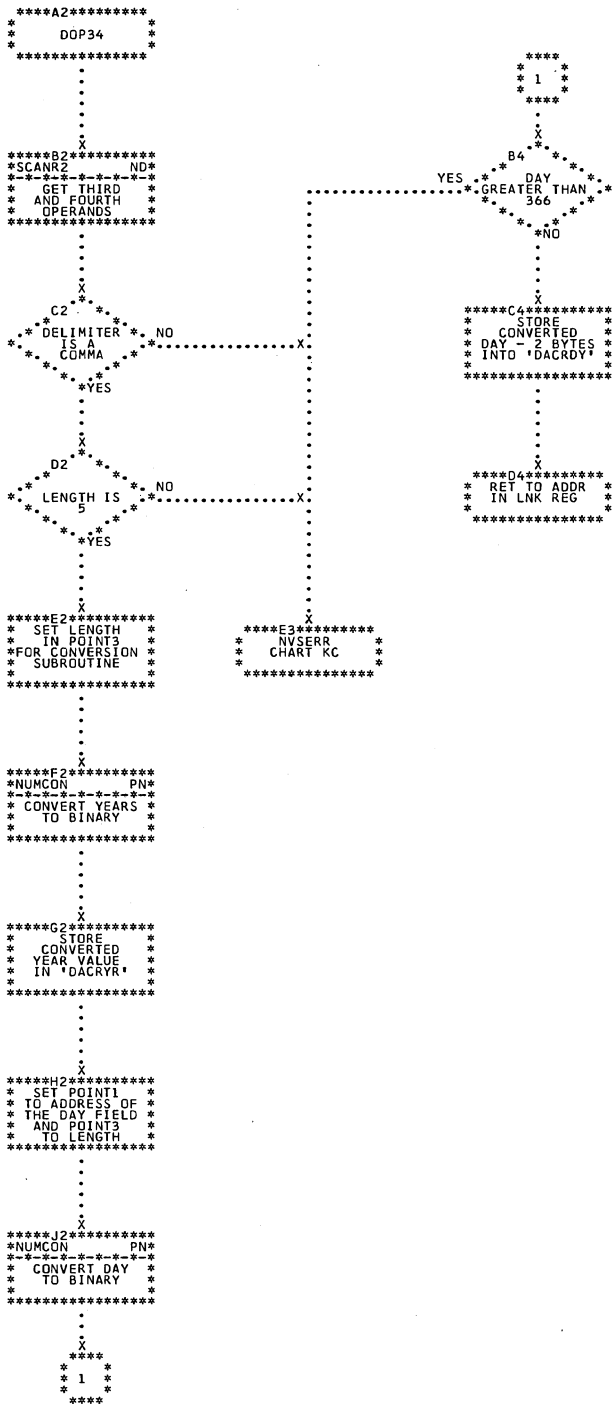 A2
DOP34
B2
SCANR2 ND
GET THIRD
AND FOURTH
OPERANDS
C2
DELIMITER
IS A
COMMA
NO
YES
D2
LENGTH IS
5
NO
YES
E2
SET LENGTH
IN POINT3
FOR CONVERSION
SUBROUTINE
F2
NUMCON PN
CONVERT YEARS
TO BINARY
G2
STORE
CONVERTED
YEAR VALUE
IN 'DACRYR'
H2
SET POINT1
TO ADDRESS OF
THE DAY FIELD
AND POINT3
TO LENGTH
J2
NUMCON PN
CONVERT DAY
TO BINARY
1
E3
NVSERR
CHART KC
1
B4
DAY
GREATER THAN
366
YES
NO
C4
STORE
CONVERTED
DAY - 2 BYTES
INTO 'DACRDY'
D4
RET TO ADDR
IN LNK REG